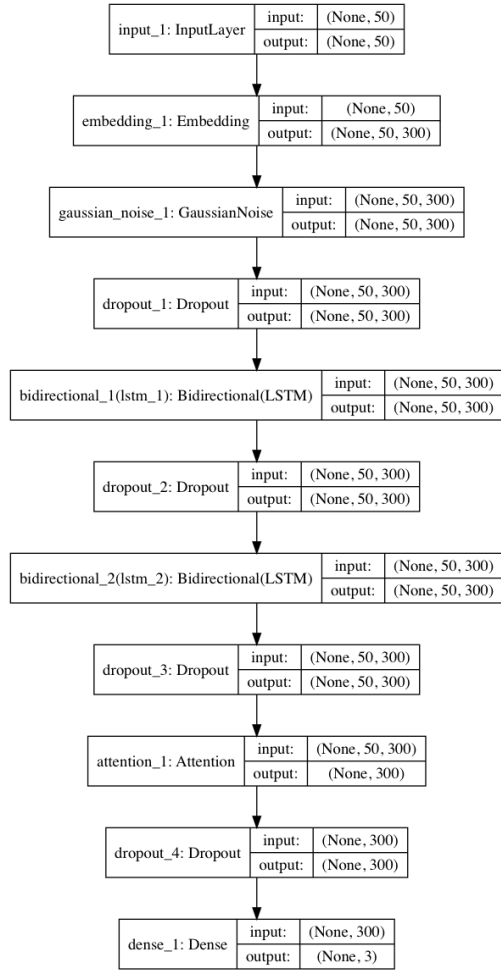 input_1: InputLayer
input: (None, 50)
output: (None, 50)
embedding_1: Embedding
input: (None, 50)
output: (None, 50, 300)
gaussian_noise_1: GaussianNoise
input: (None, 50, 300)
output: (None, 50, 300)
dropout_1: Dropout
input: (None, 50, 300)
output: (None, 50, 300)
bidirectional_1(lstm_1): Bidirectional(LSTM)
input: (None, 50, 300)
output: (None, 50, 300)
dropout_2: Dropout
input: (None, 50, 300)
output: (None, 50, 300)
bidirectional_2(lstm_2): Bidirectional(LSTM)
input: (None, 50, 300)
output: (None, 50, 300)
dropout_3: Dropout
input: (None, 50, 300)
output: (None, 50, 300)
attention_1: Attention
input: (None, 50, 300)
output: (None, 300)
dropout_4: Dropout
input: (None, 300)
output: (None, 300)
dense_1: Dense
input: (None, 300)
output: (None, 3)